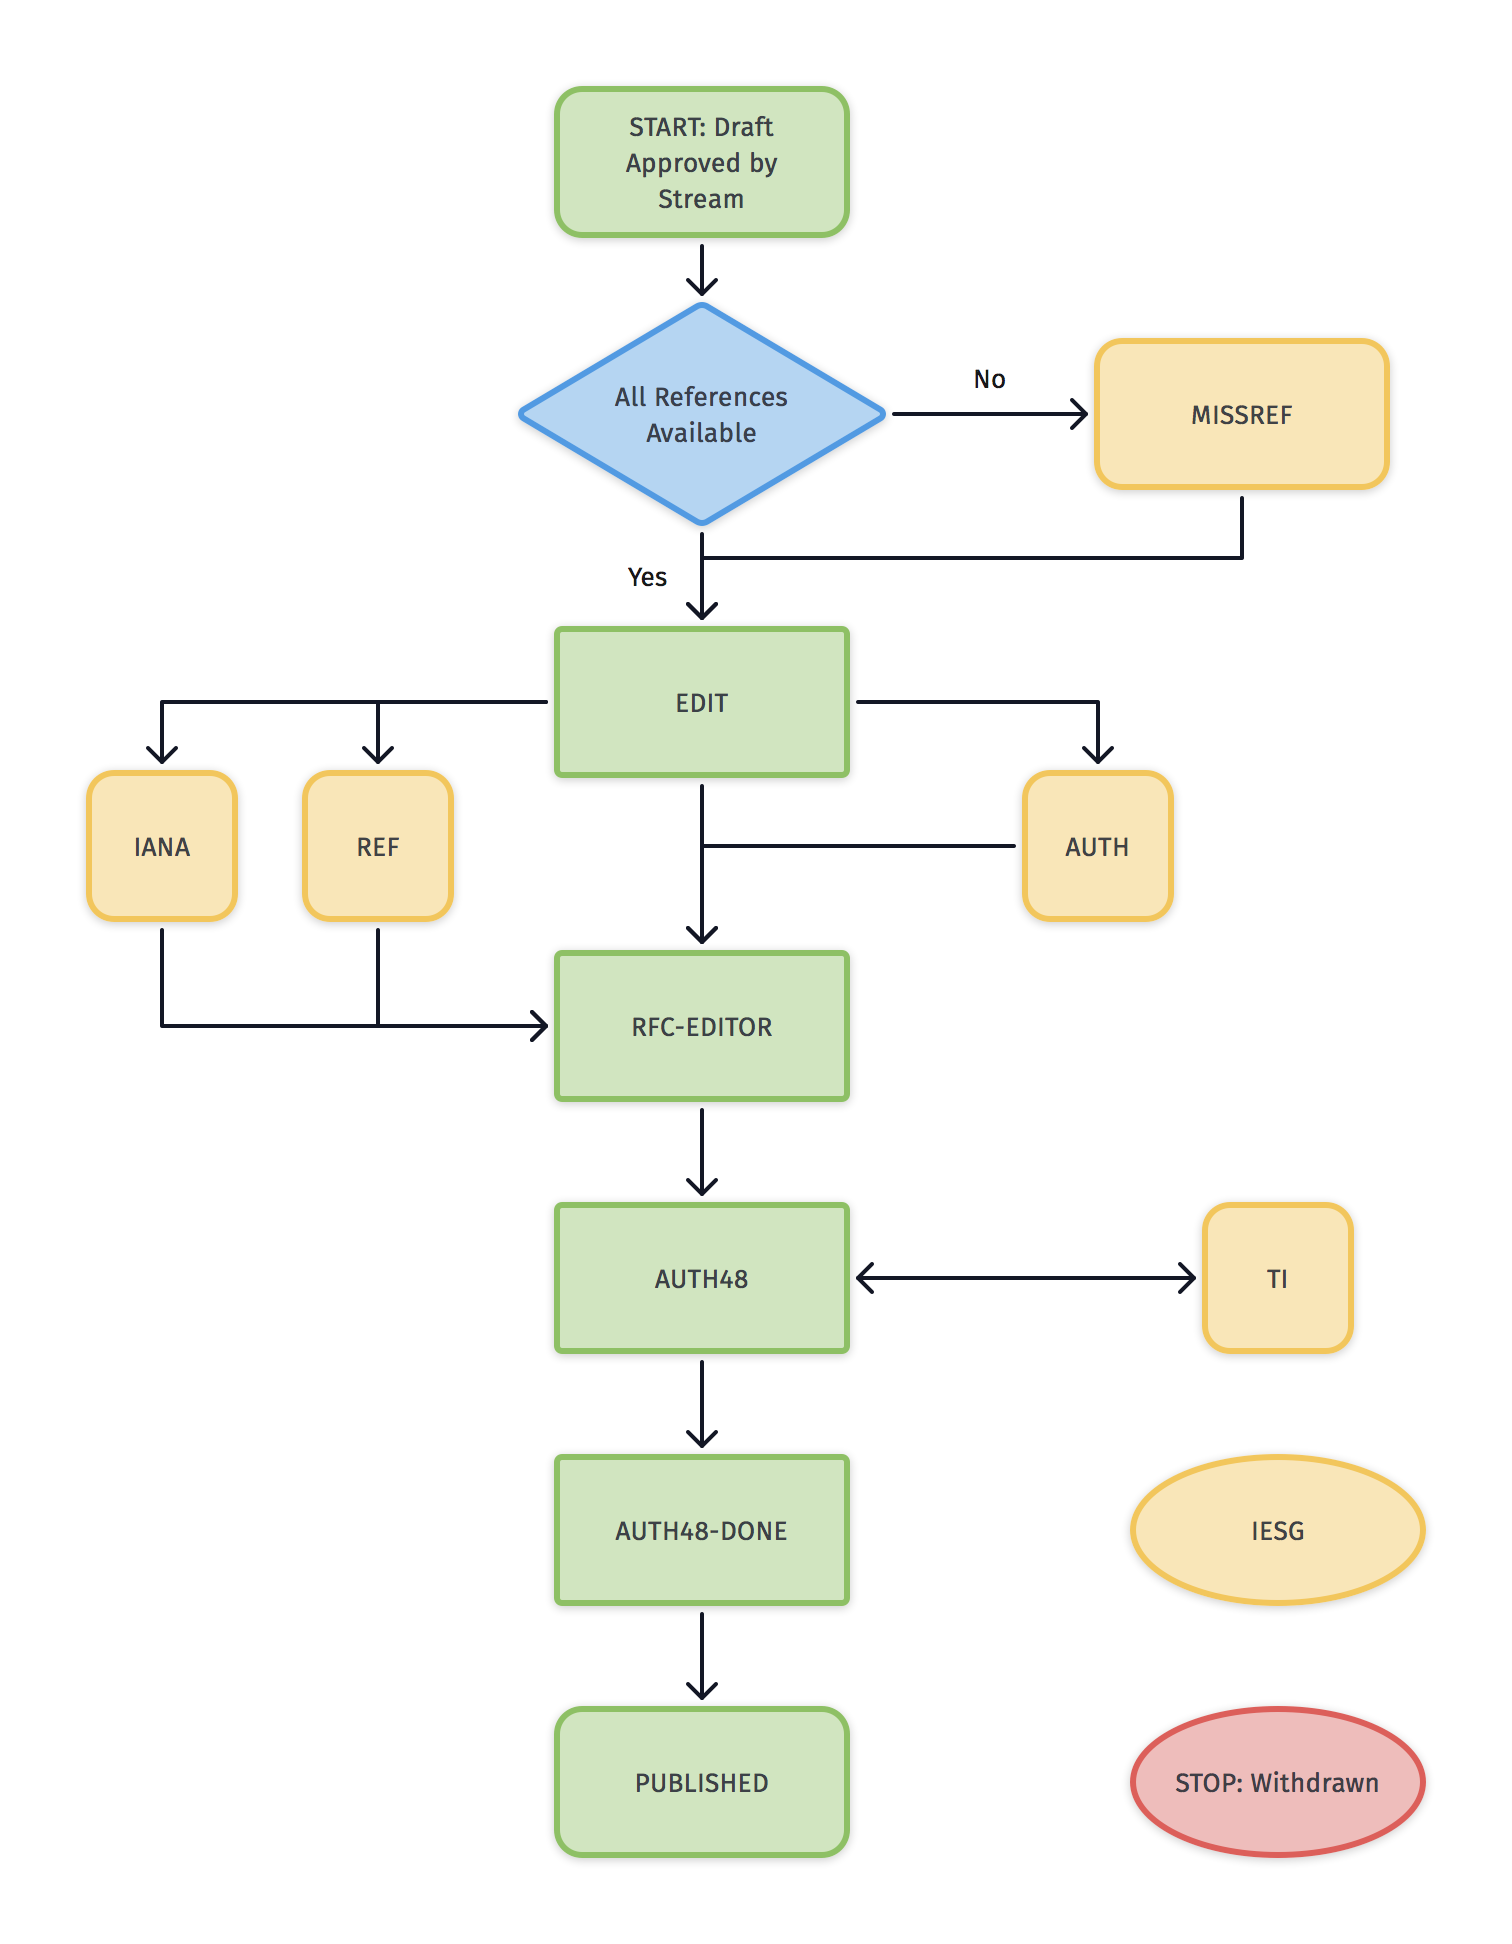 START: Draft
Approved by
Stream
All References
Available
No
MISSREF
Yes
EDIT
IANA
REF
AUTH
RFC-EDITOR
AUTH48
TI
AUTH48-DONE
IESG
PUBLISHED
STOP: Withdrawn